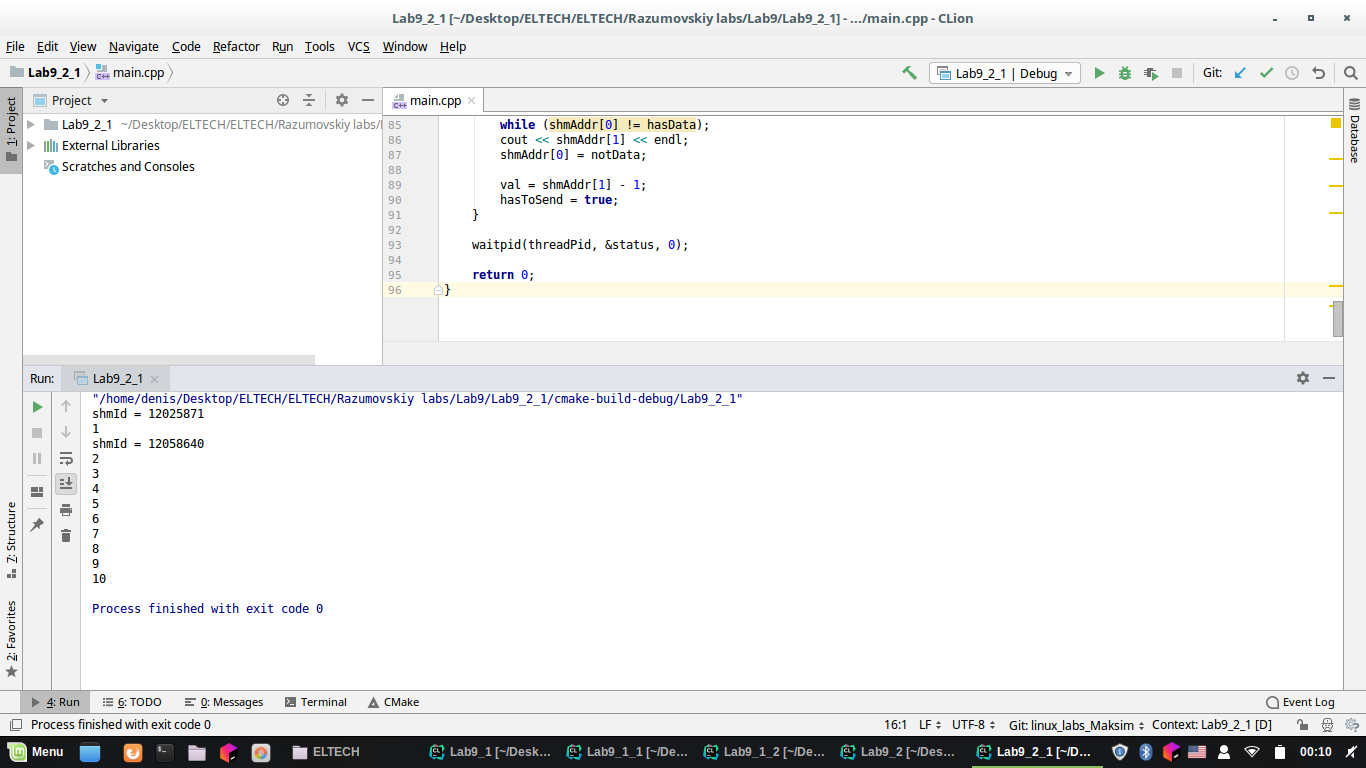 Lab9_2_1 [~/Desktop/ELTECH/ELTECH/Razumovskiy labs/Lab9/Lab9_2_1] - .../main.cpp - CLion
File Edit View Navigate Code Refactor Run Tools VCS Window Help
Lab9_2_1 main.cpp Lab9_2_1 | Debug Git:
Project main.cpp
1: Project
Lab9_2_1 ~/Desktop/ELTECH/ELTECH/Razumovskiy labs/
External Libraries
Scratches and Consoles
Database
85 while (shmAddr[0] != hasData);
86 cout << shmAddr[1] << endl;
87 shmAddr[0] = notData;
88
89 val = shmAddr[1] - 1;
90 hasToSend = true;
91 }
92
93 waitpid(threadPid, &status, 0);
94
95 return 0;
96 }
Run: Lab9_2_1
"/home/denis/Desktop/ELTECH/ELTECH/Razumovskiy labs/Lab9/Lab9_2_1/cmake-build-debug/Lab9_2_1"
shmId = 12025871
1
shmId = 12058640
2
3
4
5
6
7
8
9
10
Process finished with exit code 0
7: Structure
2: Favorites
4: Run 6: TODO 0: Messages Terminal CMake Event Log
Process finished with exit code 0 16:1 LF UTF-8 Git: linux_labs_Maksim Context: Lab9_2_1 [D]
Menu ELTECH Lab9_1 [~/Desk... Lab9_1_1 [~/De... Lab9_1_2 [~/De... Lab9_2 [~/Des... Lab9_2_1 [~/D... 00:10